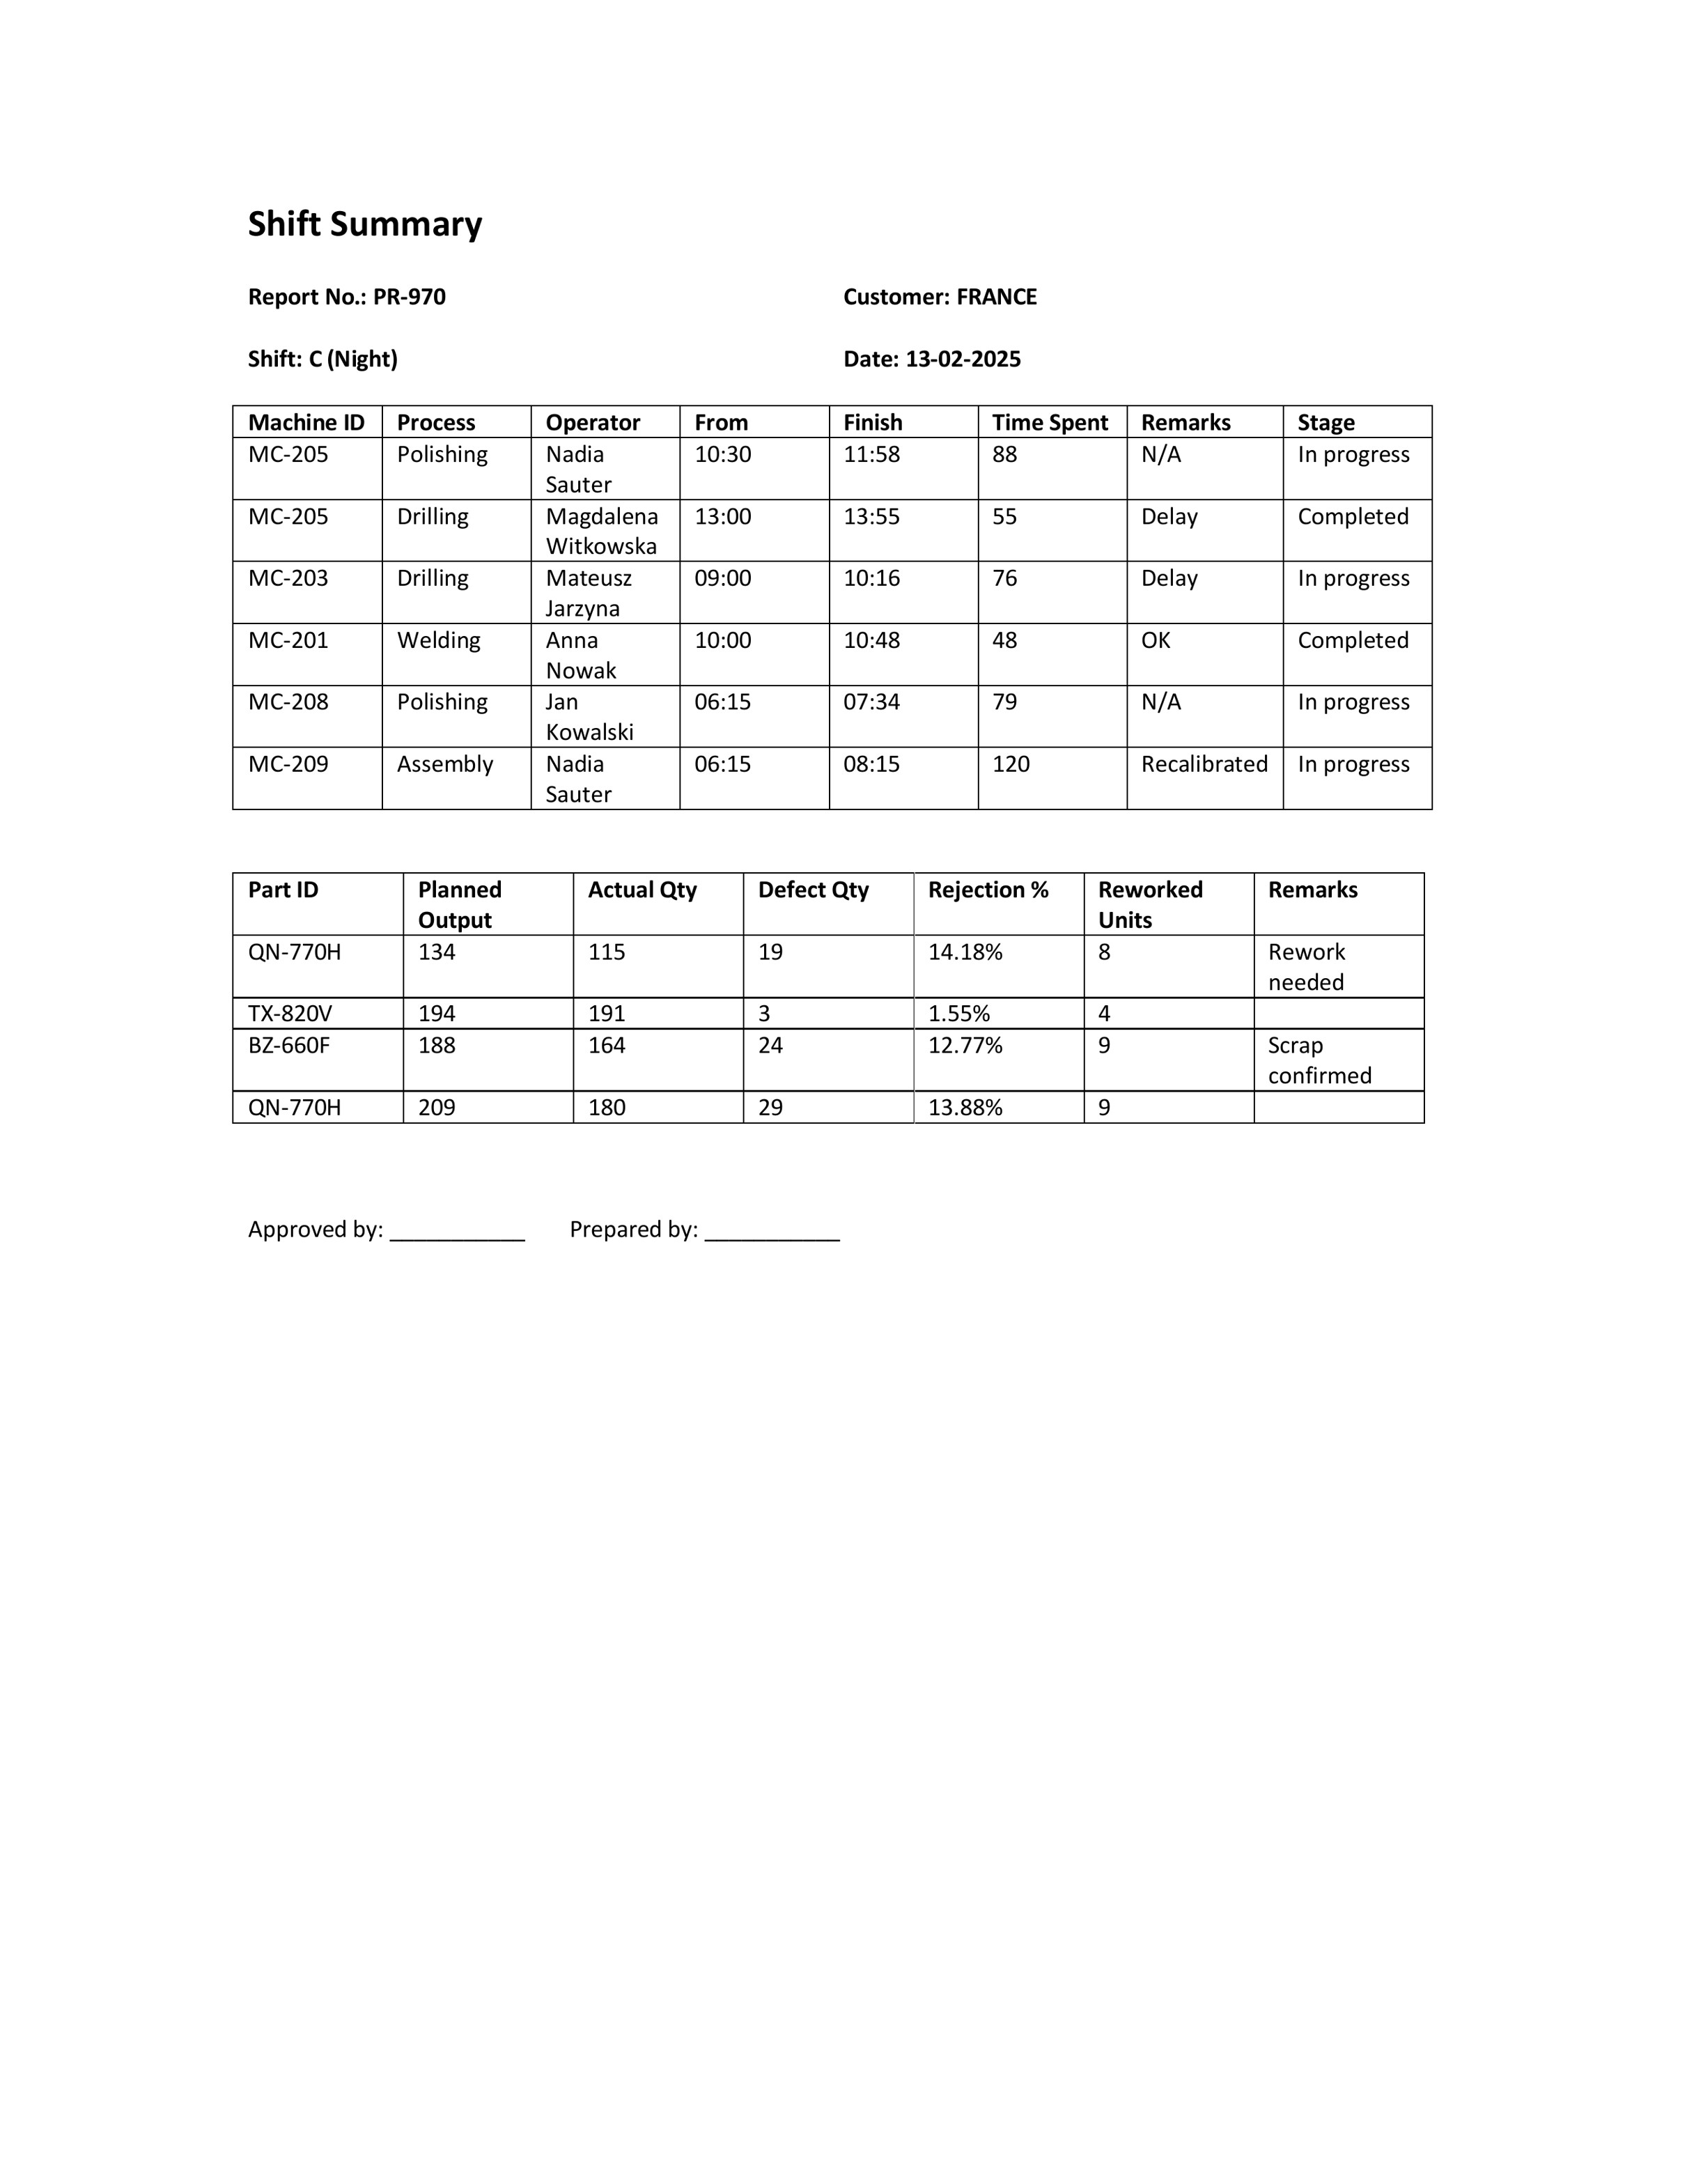 Shift Summary
Report No.: PR-970 Customer: FRANCE
Shift: C (Night) Date: 13-02-2025
Machine ID Process Operator From Finish Time Spent Remarks Stage
MC-205 Polishing Nadia 10:30 11:58 88 N/A In progress
Sauter
MC-205 Drilling Magdalena 13:00 13:55 55 Delay Completed
Witkowska
MC-203 Drilling Mateusz 09:00 10:16 76 Delay In progress
Jarzyna
MC-201 Welding Anna 10:00 10:48 48 OK Completed
Nowak
MC-208 Polishing Jan 06:15 07:34 79 N/A In progress
Kowalski
MC-209 Assembly Nadia 06:15 08:15 120 Recalibrated In progress
Sauter
Part ID Planned Actual Qty Defect Qty Rejection % Reworked Remarks
Output Units
QN-770H 134 115 19 14.18% 8 Rework
needed
TX-820V 194 191 3 1.55% 4
BZ-660F 188 164 24 12.77% 9 Scrap
confirmed
QN-770H 209 180 29 13.88% 9
Approved by: ___________ Prepared by: ___________